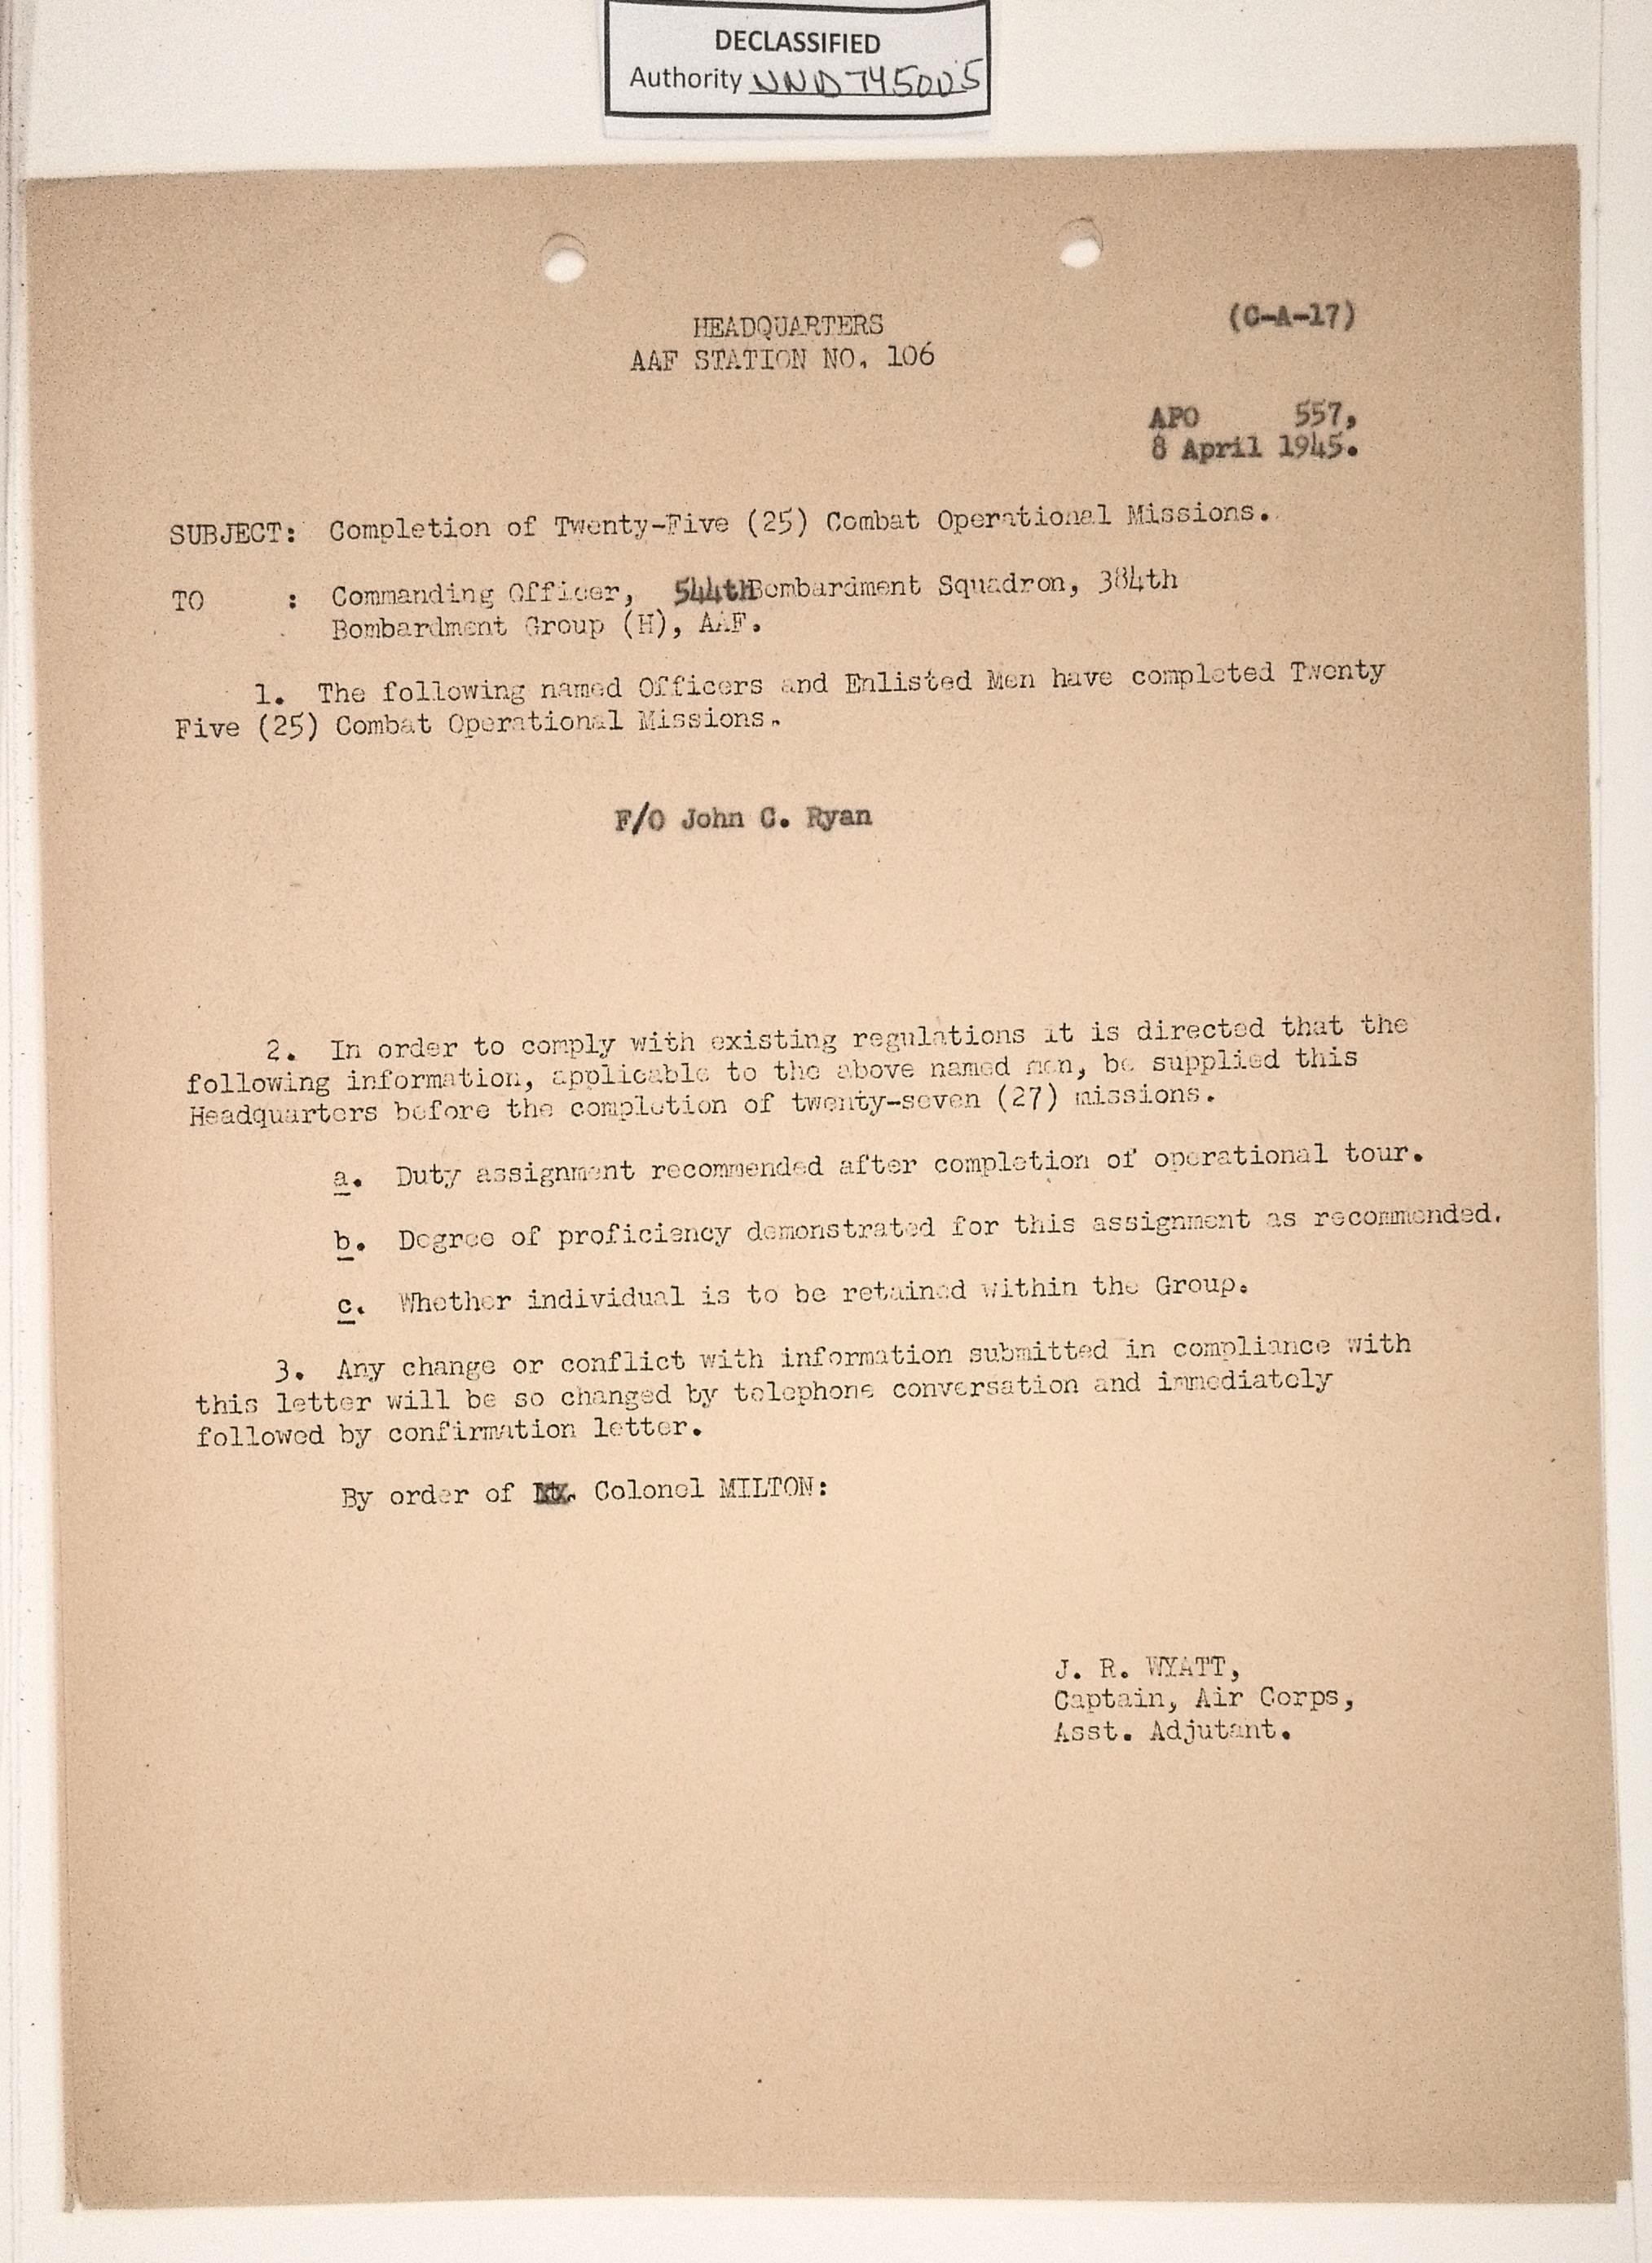 DECLASSIFIED
Authority NND 745005
(C-A-17)
HEADQUARTERS
AAF STATION NO. 106
APO 557,
8 April 1945.
SUBJECT: Completion of Twenty-Five (25) Combat Operational Missions.
TO : Commanding Officer, 544th Bombardment Squadron, 384th
Bombardment Group (H), AAF.
1. The following named Officers and Enlisted Men have completed Twenty
Five (25) Combat Operational Missions.
F/O John C. Ryan
2. In order to comply with existing regulations it is directed that the
following information, applicable to the above named men, be supplied this
Headquarters before the completion of twenty-seven (27) missions.
a. Duty assignment recommended after completion of operational tour.
b. Degree of proficiency demonstrated for this assignment as recommended.
c. Whether individual is to be retained within the Group.
3. Any change or conflict with information submitted in compliance with
this letter will be so changed by telephone conversation and immediately
followed by confirmation letter.
By order of Lt. Colonel MILTON:
J. R. WYATT,
Captain, Air Corps,
Asst. Adjutant.